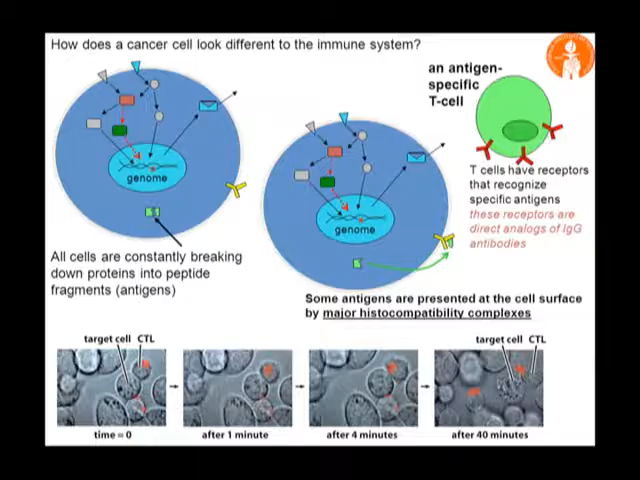 How does a cancer cell look different to the immune system?
an antigen-
specific
T-cell
genome
genome
T cells have receptors
that recognize
specific antigens
these receptors are
direct analogs of IgG
antibodies
All cells are constantly breaking
down proteins into peptide
fragments (antigens)
Some antigens are presented at the cell surface
by major histocompatibility complexes
target cell CTL
target cell CTL
time = 0
after 1 minute
after 4 minutes
after 40 minutes